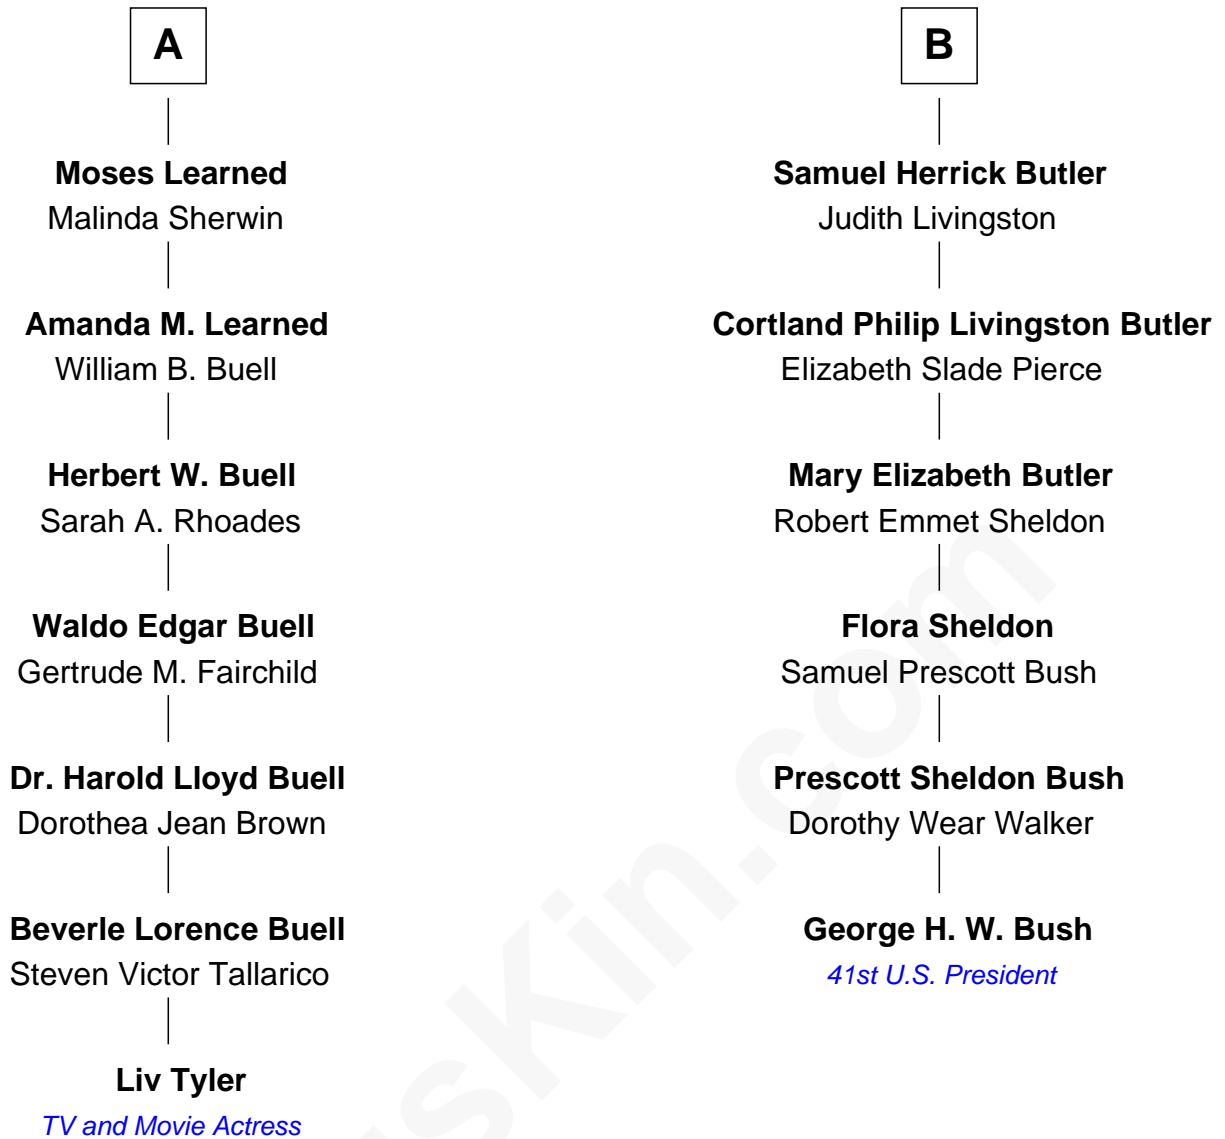 A
Moses Learned
Malinda Sherwin
Amanda M. Learned
William B. Buell
Herbert W. Buell
Sarah A. Rhoades
Waldo Edgar Buell
Gertrude M. Fairchild
Dr. Harold Lloyd Buell
Dorothea Jean Brown
Beverle Lorence Buell
Steven Victor Tallarico
Liv Tyler
TV and Movie Actress
B
Samuel Herrick Butler
Judith Livingston
Cortland Philip Livingston Butler
Elizabeth Slade Pierce
Mary Elizabeth Butler
Robert Emmet Sheldon
Flora Sheldon
Samuel Prescott Bush
Prescott Sheldon Bush
Dorothy Wear Walker
George H. W. Bush
41st U.S. President
sKin.com